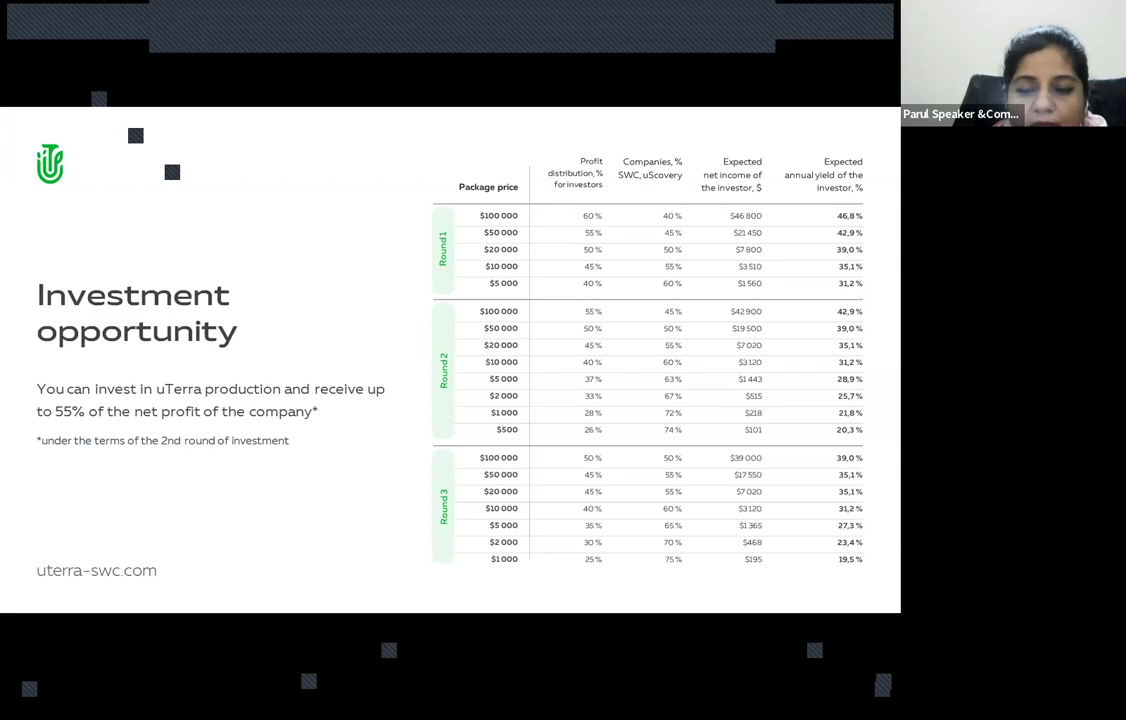 Parul Speaker &Com...
Investment
opportunity
You can invest in uTerra production and receive up
to 55% of the net profit of the company*
*under the terms of the 2nd round of investment
uterra-swc.com
Package price
Profit distribution, % for investors
Companies, % SWC, uScovery
Expected net income of the investor, $
Expected annual yield of the investor, %
Round 1
$100 000 60 % 40 % $46 800 46,8 %
$50 000 55 % 45 % $21 450 42,9 %
$20 000 50 % 50 % $7 800 39,0 %
$10 000 45 % 55 % $3 510 35,1 %
$5 000 40 % 60 % $1 560 31,2 %
Round 2
$100 000 55 % 45 % $42 900 42,9 %
$50 000 50 % 50 % $19 500 39,0 %
$20 000 45 % 55 % $7 020 35,1 %
$10 000 40 % 60 % $3 120 31,2 %
$5 000 37 % 63 % $1 443 28,9 %
$2 000 33 % 67 % $515 25,7 %
$1 000 28 % 72 % $218 21,8 %
$500 26 % 74 % $101 20,3 %
Round 3
$100 000 50 % 50 % $39 000 39,0 %
$50 000 45 % 55 % $17 550 35,1 %
$20 000 45 % 55 % $7 020 35,1 %
$10 000 40 % 60 % $3 120 31,2 %
$5 000 35 % 65 % $1 365 27,3 %
$2 000 30 % 70 % $468 23,4 %
$1 000 25 % 75 % $195 19,5 %